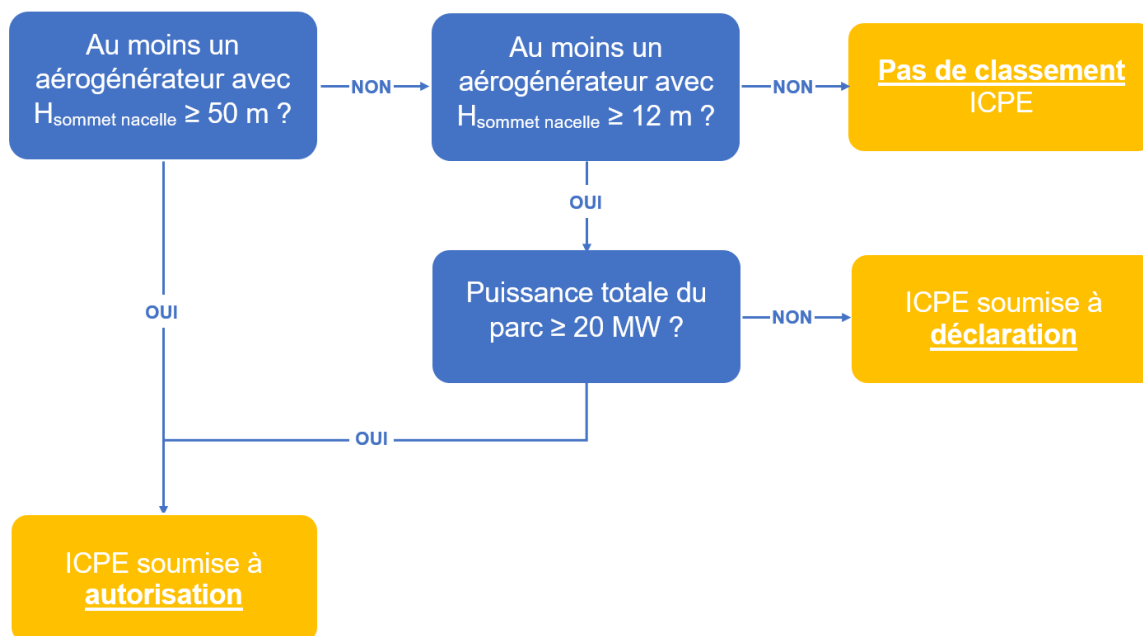 Au moins un
aérogénérateur avec
Hsommet nacelle ≥ 50 m ?
NON
Au moins un
aérogénérateur avec
Hsommet nacelle ≥ 12 m ?
NON
Pas de classement
ICPE
OUI
OUI
Puissance totale du
parc ≥ 20 MW ?
NON
ICPE soumise à
déclaration
OUI
ICPE soumise à
autorisation